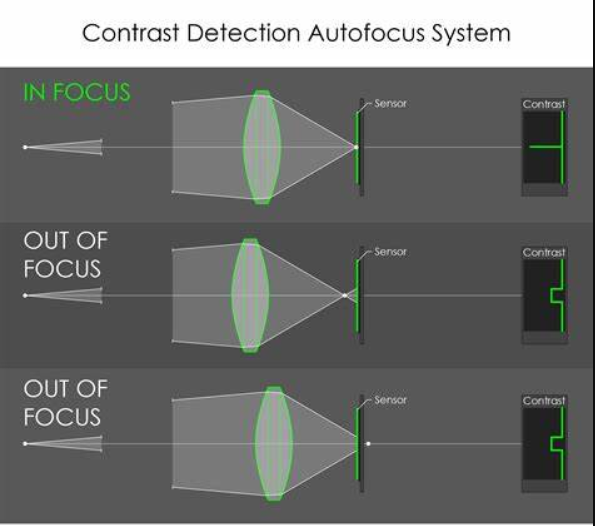 Contrast Detection Autofocus System
IN FOCUS
Sensor
Contrast
OUT OF
FOCUS
Sensor
Contrast
OUT OF
FOCUS
Sensor
Contrast